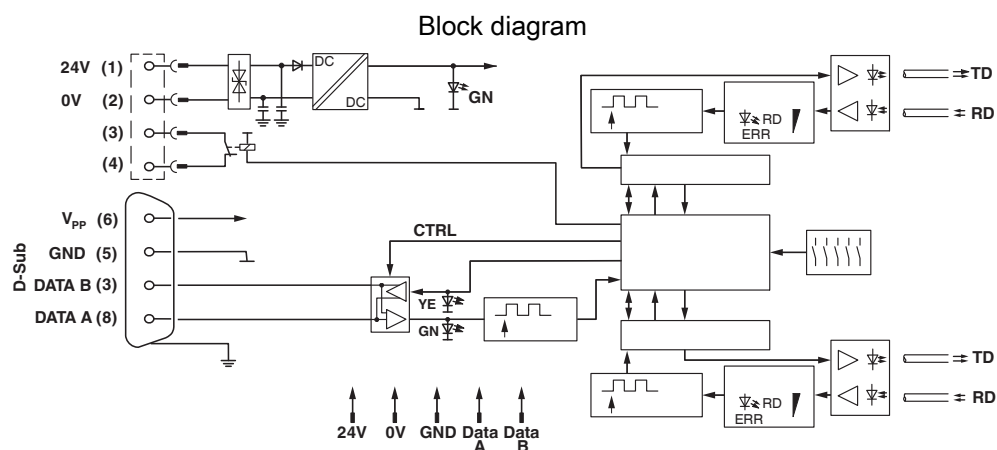 Block diagram
24V (1)
0V (2)
(3)
(4)
DC
DC
GN
TD
RD
RD
ERR
D-Sub
VPP (6)
GND (5)
DATA B (3)
DATA A (8)
CTRL
YE
GN
TD
RD
RD
ERR
24V 0V GND Data A Data B